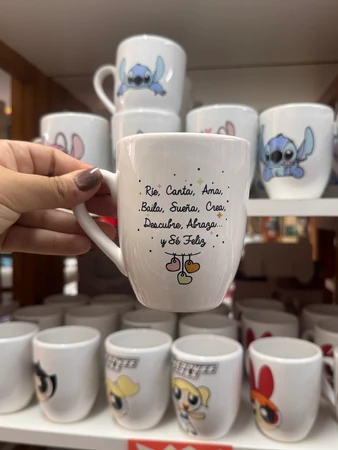 Ríe, Canta, Ama,
Baila, Sueña, Crea,
Descubre, Abraza...
y Sé Feliz